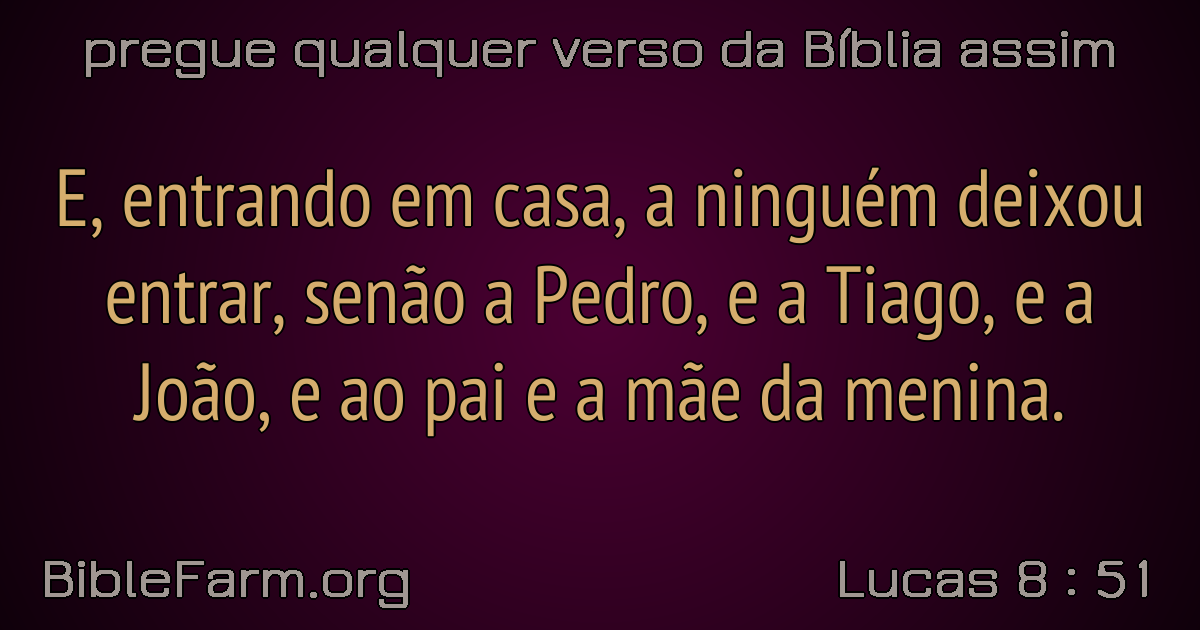 pregue qualquer verso da Bíblia assim
E, entrando em casa, a ninguém deixou
entrar, senão a Pedro, e a Tiago, e a
João, e ao pai e a mãe da menina.
BibleFarm.org
Lucas 8 : 51